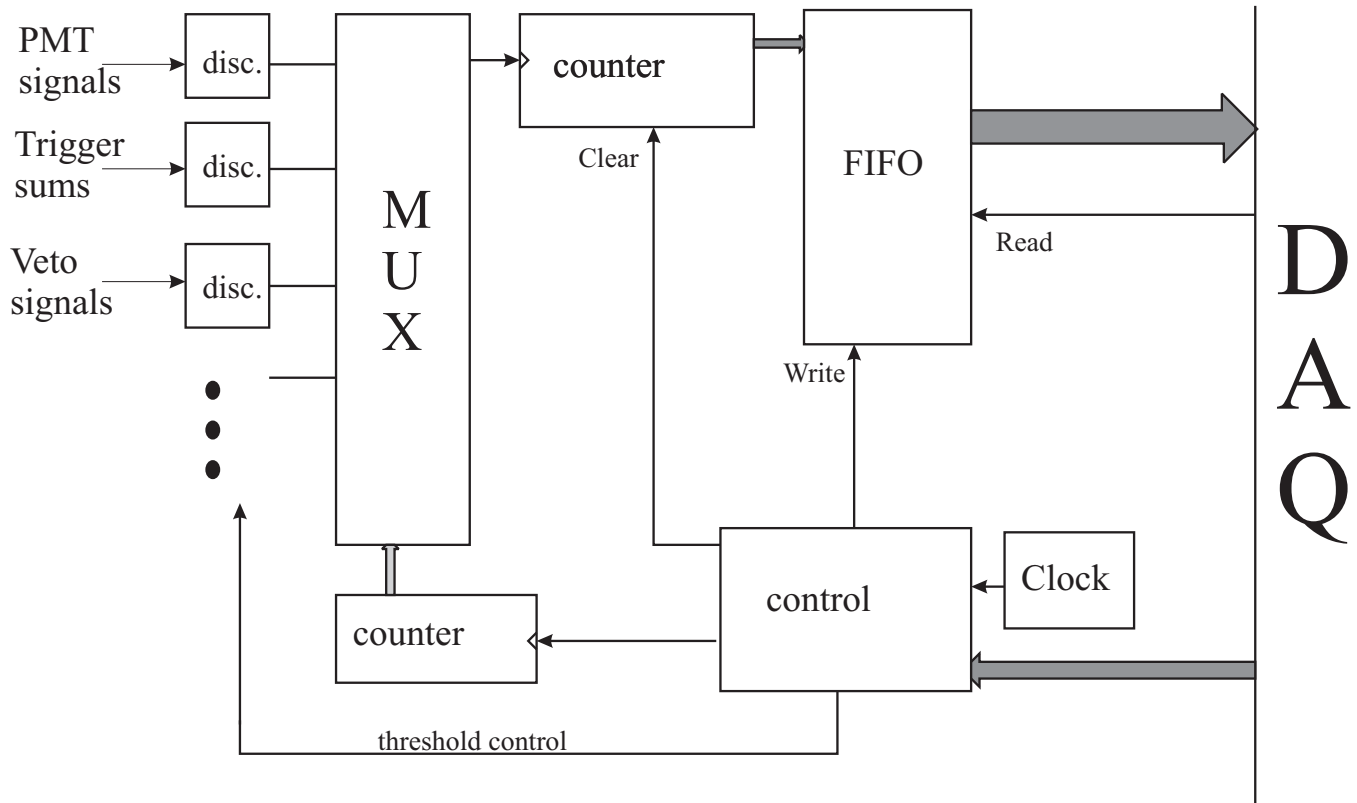 PMT
signals
disc.
Trigger
sums
disc.
Veto
signals
disc.
M
U
X
counter
Clear
FIFO
Read
Write
D
A
Q
control
Clock
counter
threshold control